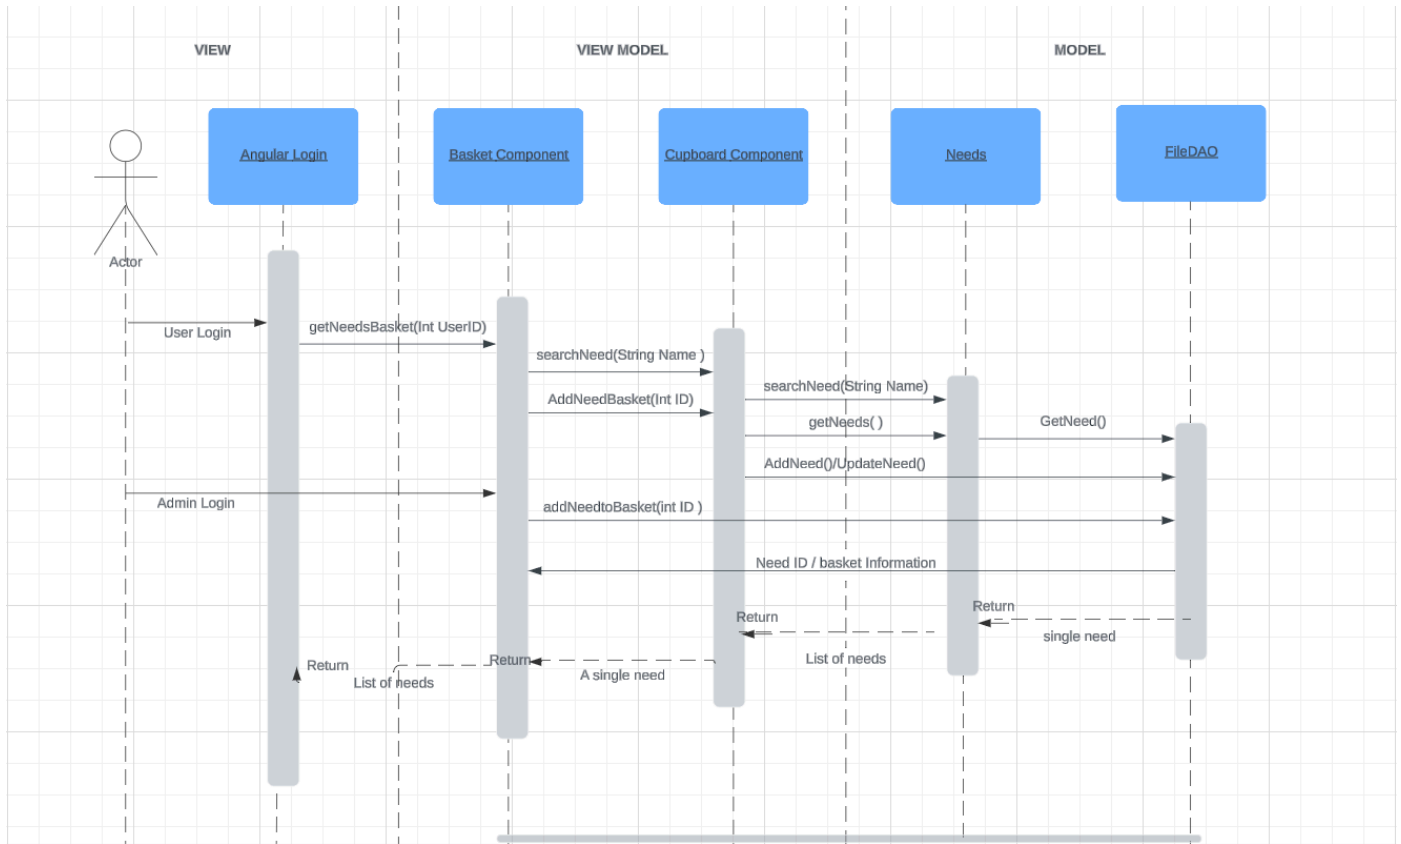 VIEW
VIEW MODEL
MODEL
Angular Login
Basket Component
Cupboard Component
Needs
FileDAO
Actor
User Login
getNeedsBasket(Int UserID)
searchNeed(String Name )
AddNeedBasket(Int ID)
searchNeed(String Name)
getNeeds( )
GetNeed()
AddNeed()/UpdateNeed()
Admin Login
addNeedtoBasket(int ID )
Need ID / basket Information
Return
single need
Return
List of needs
Return
A single need
Return
List of needs